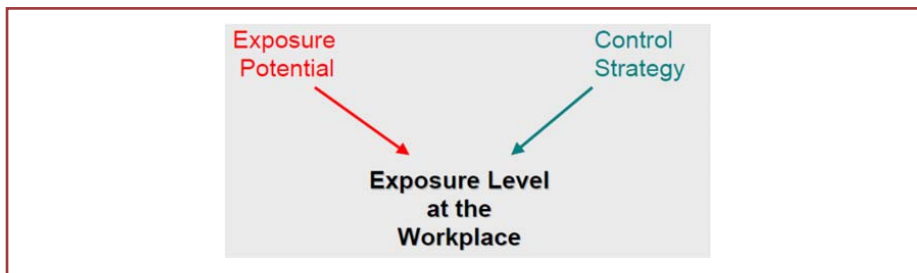 Exposure
Potential
Control
Strategy
Exposure Level
at the
Workplace